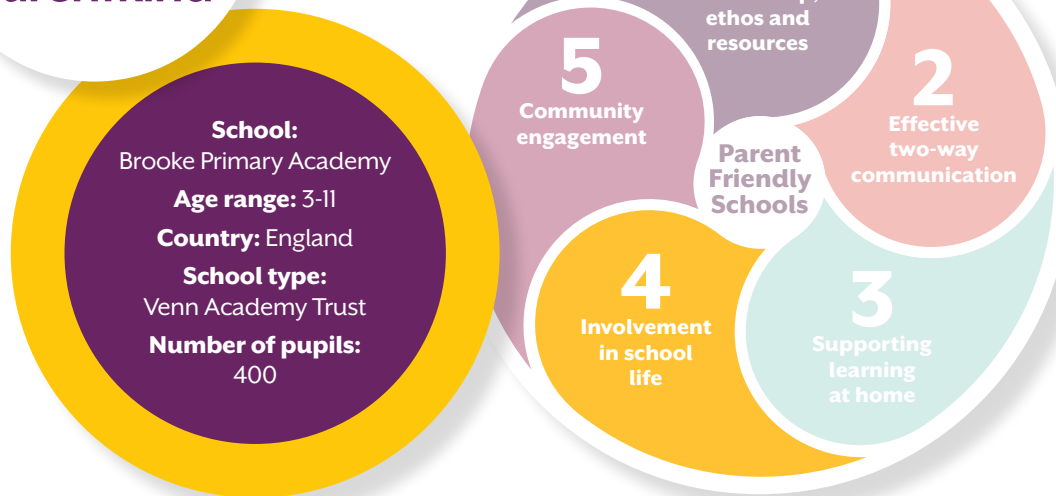 School:
Brooke Primary Academy
Age range: 3-11
Country: England
School type:
Venn Academy Trust
Number of pupils:
400
ethos and
resources
2
Effective
two-way
communication
3
Supporting
learning
at home
4
Involvement
in school
life
5
Community
engagement
Parent
Friendly
Schools